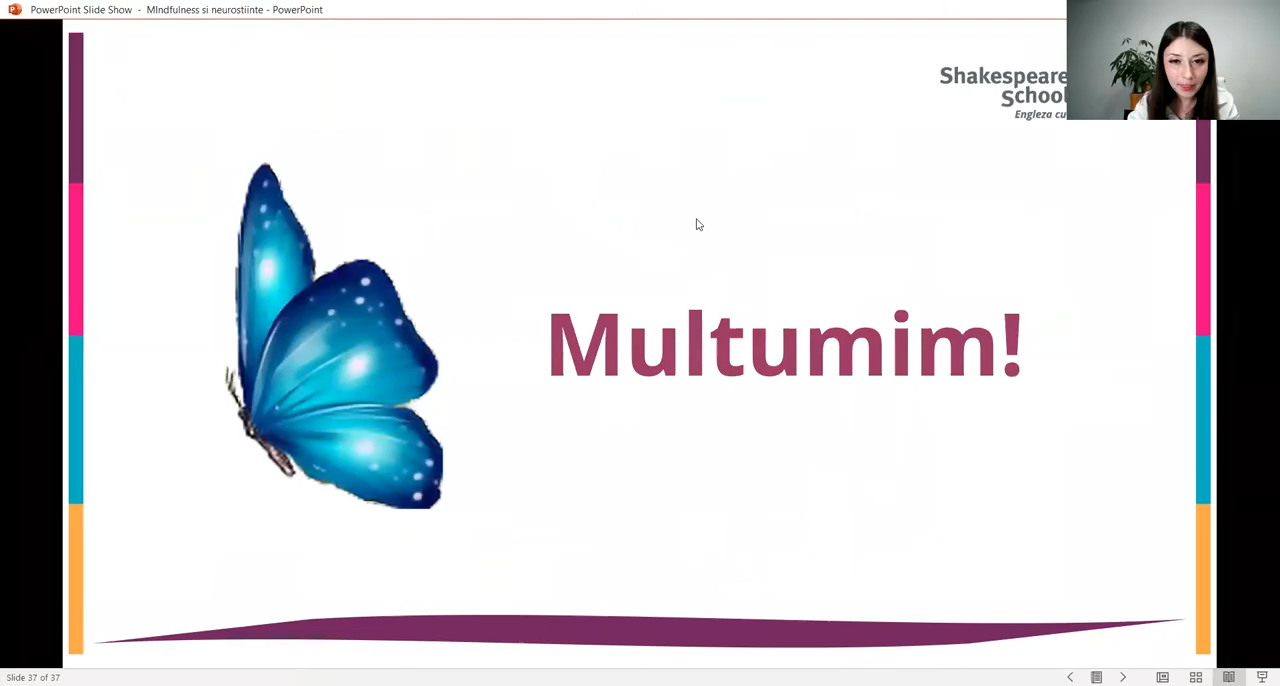 PowerPoint Slide Show - MIndfulness si neurostiinte - PowerPoint
Shakespeare
School
Engleza cu
Multumim!
Slide 37 of 37